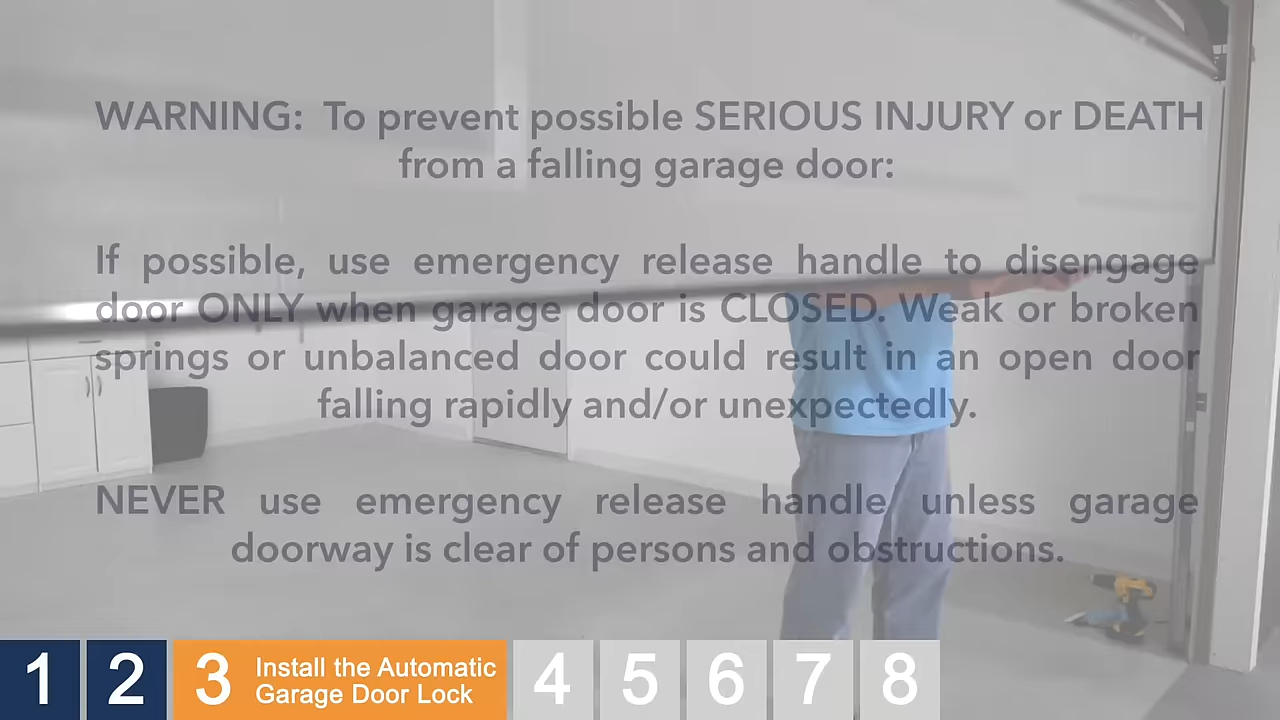 WARNING: To prevent possible SERIOUS INJURY or DEATH
from a falling garage door:
If possible, use emergency release handle to disengage
door ONLY when garage door is CLOSED. Weak or broken
springs or unbalanced door could result in an open door
falling rapidly and/or unexpectedly.
NEVER use emergency release handle unless garage
doorway is clear of persons and obstructions.
1 2 3 Install the Automatic
Garage Door Lock
4 5 6 7 8